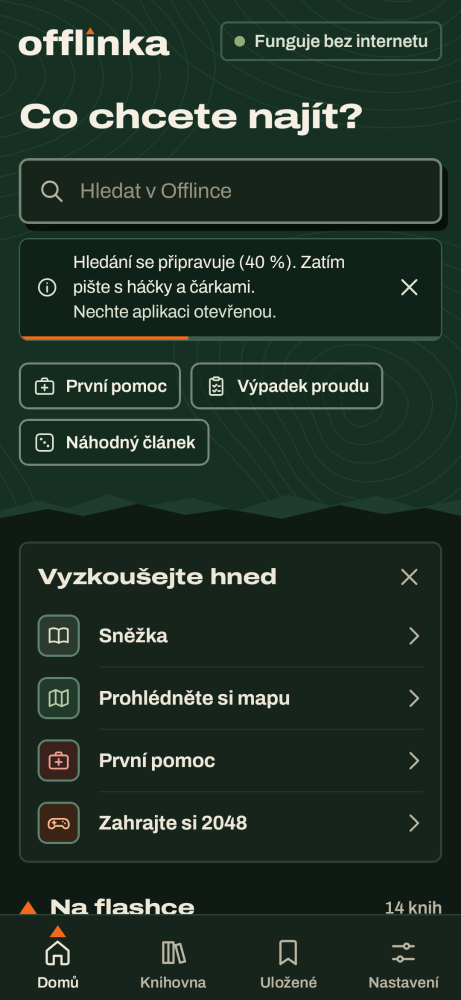 offlinka
Funguje bez internetu
Co chcete najít?
Hledat v Offlince
Hledání se připravuje (40 %). Zatím
pište s háčky a čárkami.
Nechte aplikaci otevřenou.
První pomoc
Výpadek proudu
Náhodný článek
Vyzkoušejte hned
Sněžka
Prohlédněte si mapu
První pomoc
Zahrajte si 2048
Na flashce
14 knih
Domů
Knihovna
Uložené
Nastavení